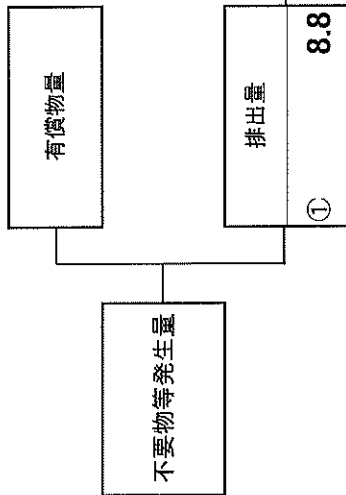 不要物等発生量
有償物量
排出量
① 8.8